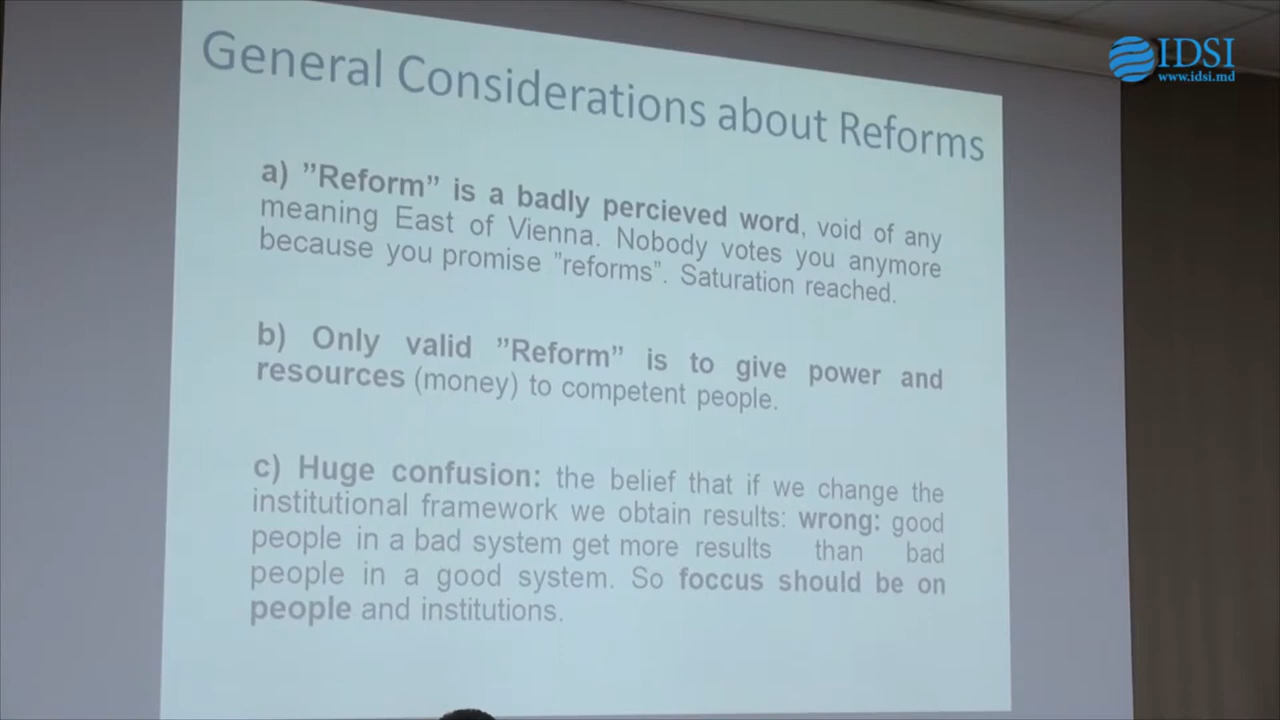 General Considerations about Reforms
a) ”Reform” is a badly percieved word, void of any
meaning East of Vienna. Nobody votes you anymore
because you promise ”reforms”. Saturation reached.
b) Only valid ”Reform” is to give power and
resources (money) to competent people.
c) Huge confusion: the belief that if we change the
institutional framework we obtain results: wrong: good
people in a bad system get more results than bad
people in a good system. So foccus should be on
people and institutions.
IDSI
www.idsi.md